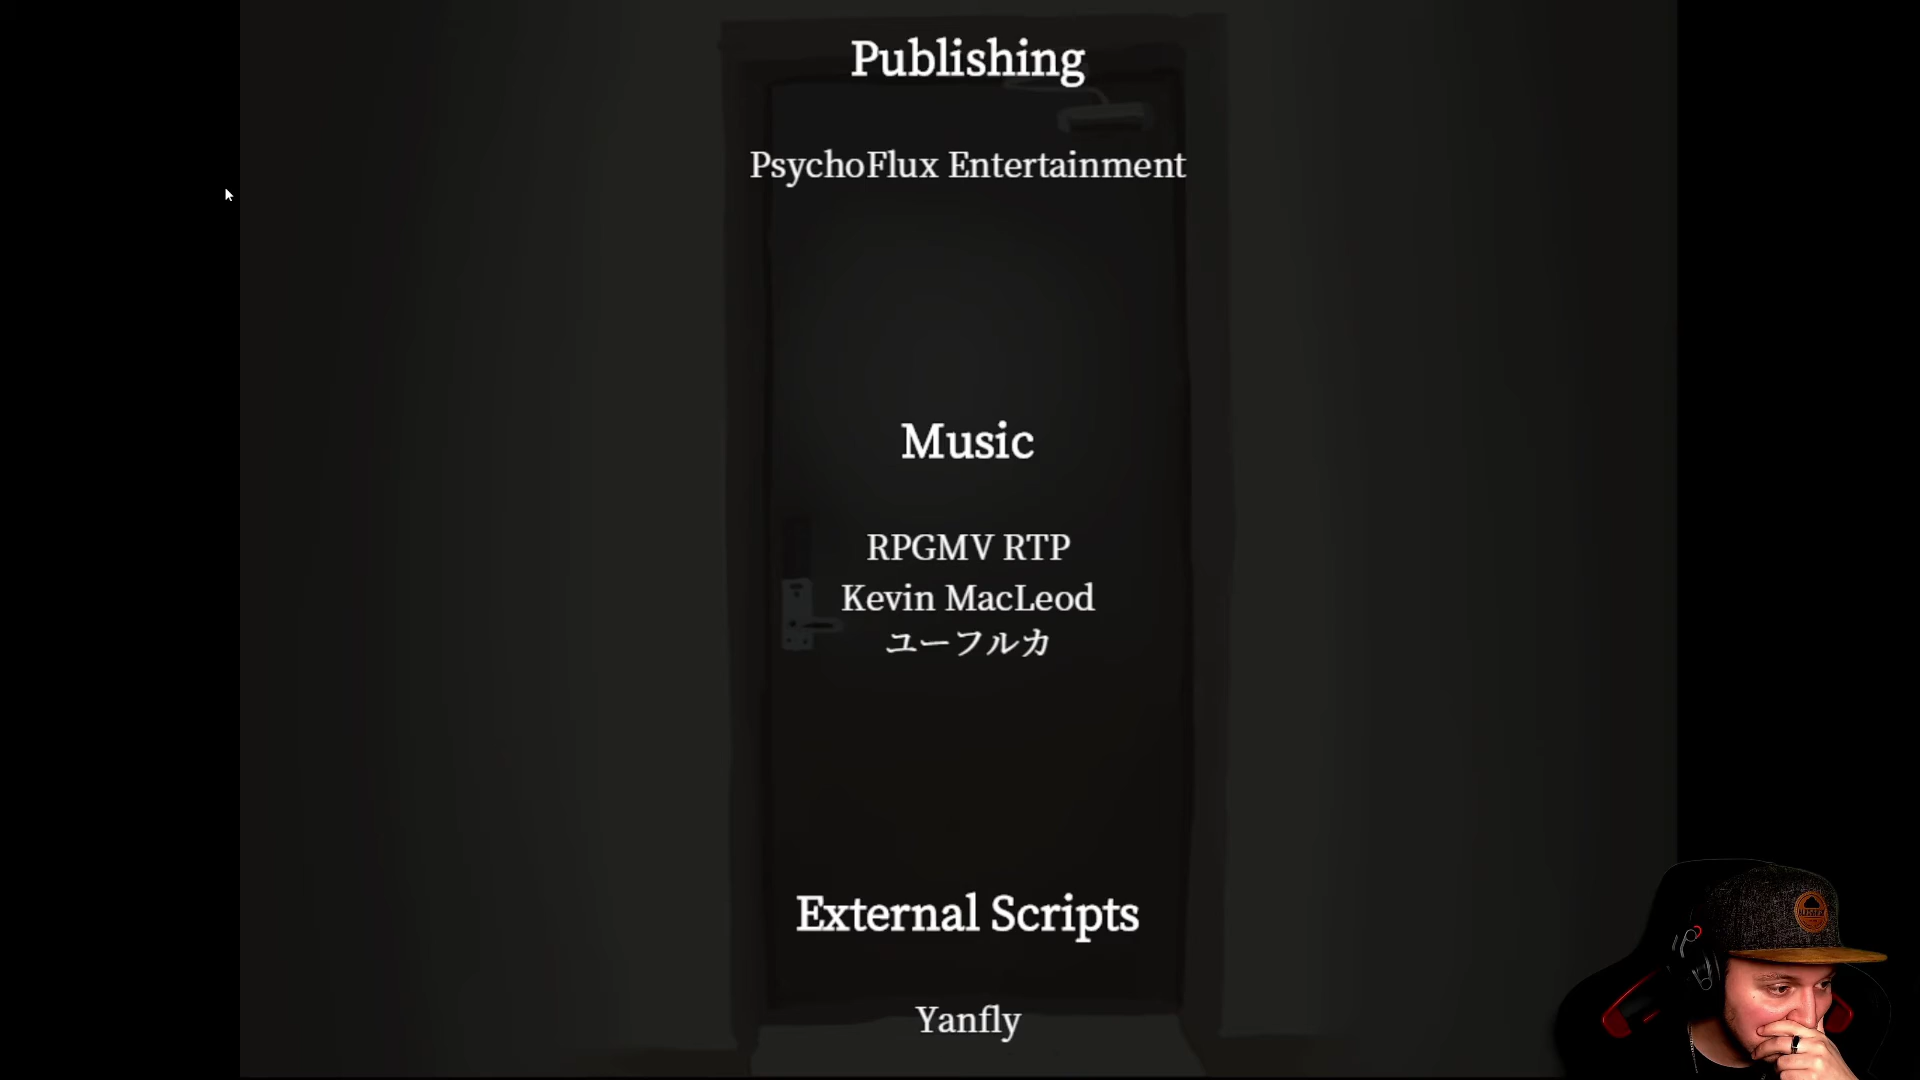 Publishing
PsychoFlux Entertainment
Music
RPGMV RTP
Kevin MacLeod
ユーフルカ
External Scripts
Yanfly